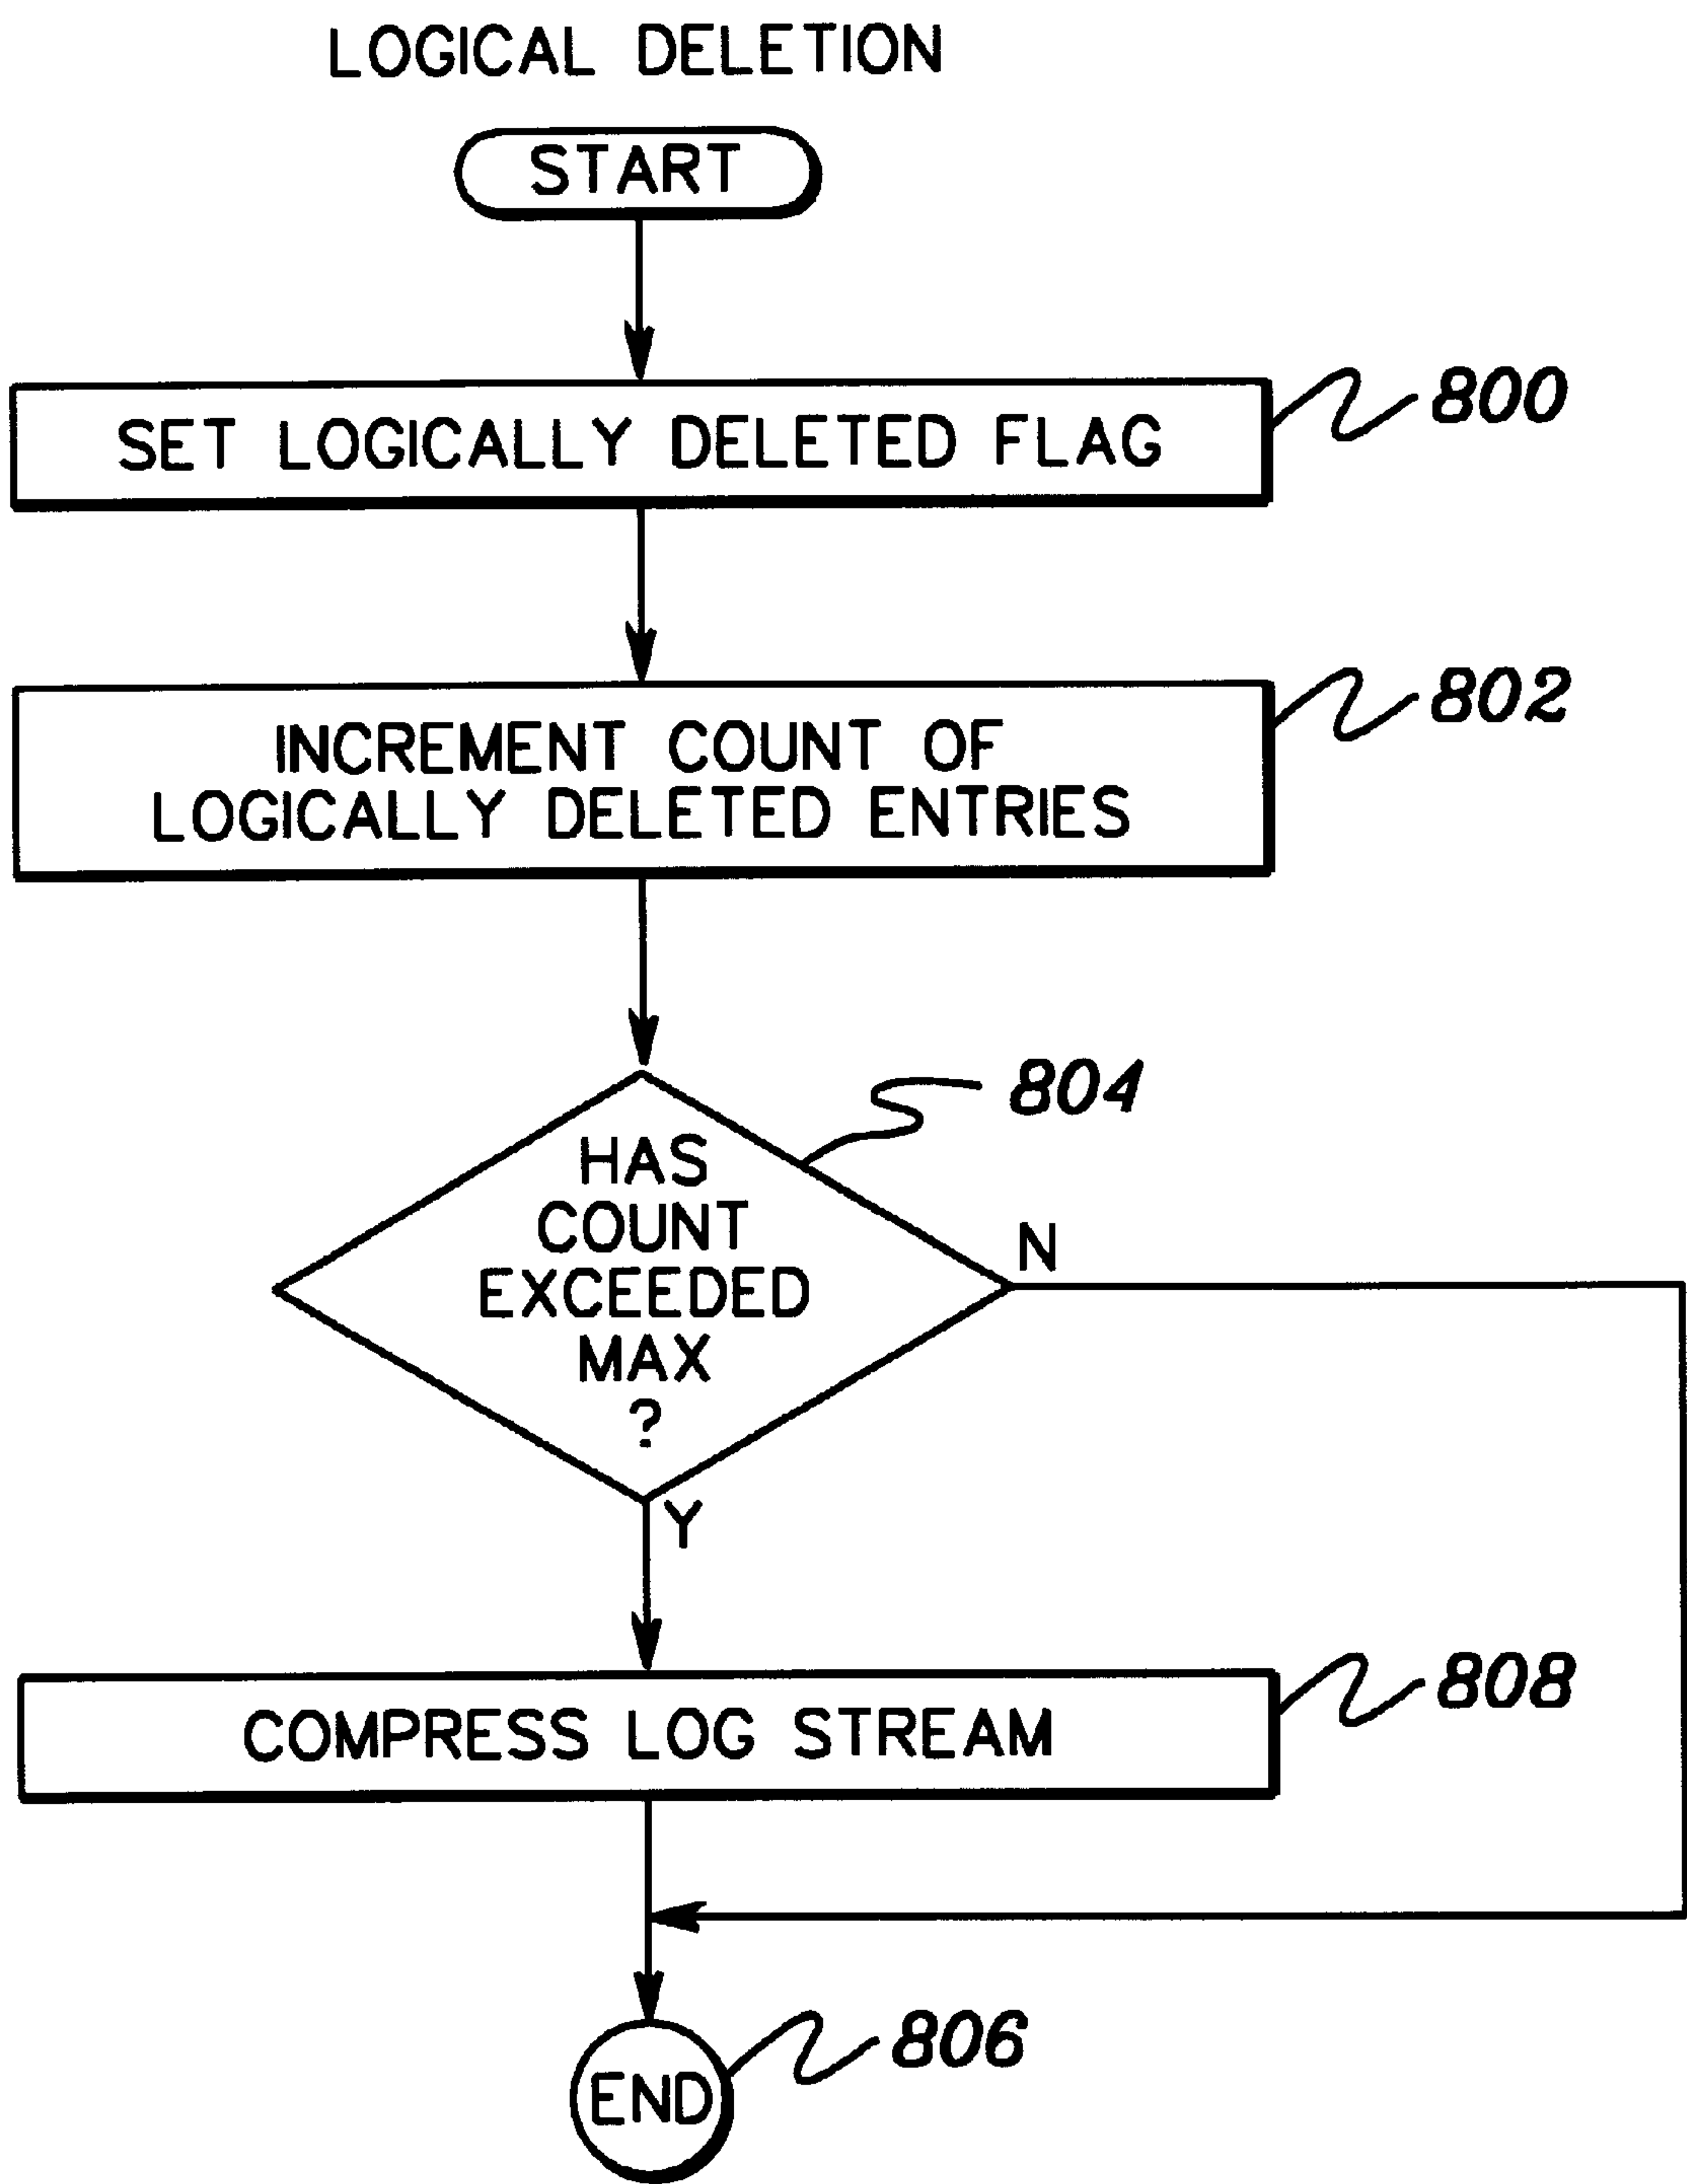 LOGICAL DELETION
START
SET LOGICALLY DELETED FLAG
800
INCREMENT COUNT OF
LOGICALLY DELETED ENTRIES
802
804
HAS
COUNT
EXCEEDED
MAX
?
N
Y
COMPRESS LOG STREAM
808
END
806